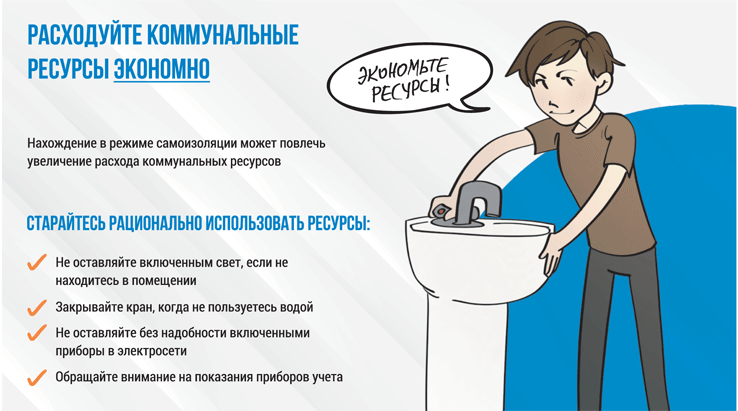 РАСХОДУЙТЕ КОММУНАЛЬНЫЕ
РЕСУРСЫ ЭКОНОМНО
ЭКОНОМЬТЕ
РЕСУРСЫ!
Нахождение в режиме самоизоляции может повлечь
увеличение расхода коммунальных ресурсов
СТАРАЙТЕСЬ РАЦИОНАЛЬНО ИСПОЛЬЗОВАТЬ РЕСУРСЫ:
Не оставляйте включенным свет, если не
находитесь в помещении
Закрывайте кран, когда не пользуетесь водой
Не оставляйте без надобности включенными
приборы в электросети
Обращайте внимание на показания приборов учета